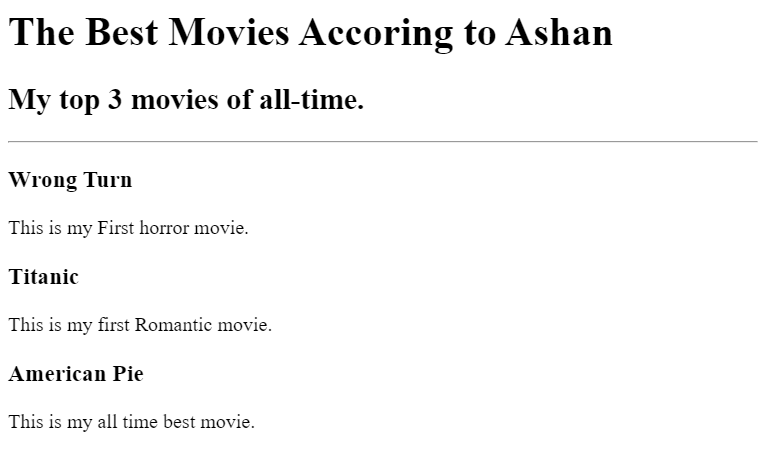 The Best Movies Accoring to Ashan
My top 3 movies of all-time.
Wrong Turn
This is my First horror movie.
Titanic
This is my first Romantic movie.
American Pie
This is my all time best movie.